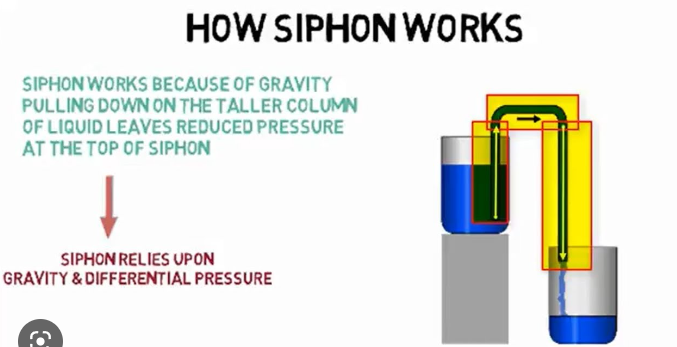 HOW SIPHON WORKS
SIPHON WORKS BECAUSE OF GRAVITY
PULLING DOWN ON THE TALLER COLUMN
OF LIQUID LEAVES REDUCED PRESSURE
AT THE TOP OF SIPHON
SIPHON RELIES UPON
GRAVITY & DIFFERENTIAL PRESSURE